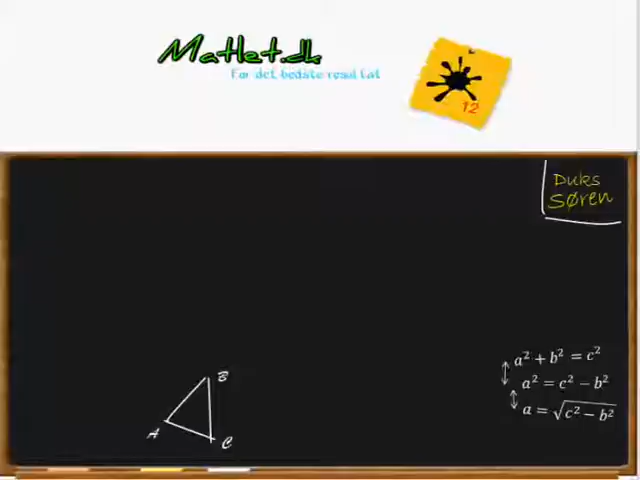 Matlet.dk
For det bedste resultat
12
Duks
Søren
a² + b² = c²
↕ a² = c² − b²
↕ a = √c² − b²
B
A
C